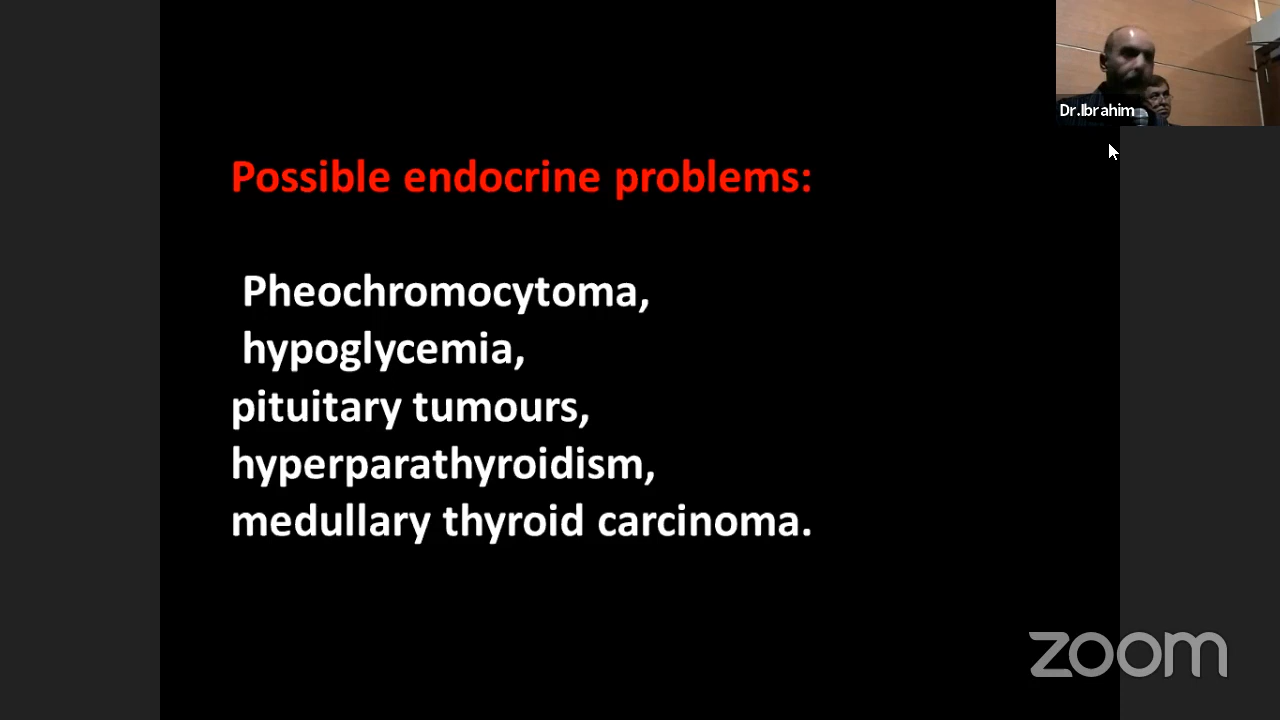 Dr.Ibrahim
Possible endocrine problems:
Pheochromocytoma,
hypoglycemia,
pituitary tumours,
hyperparathyroidism,
medullary thyroid carcinoma.
zoom